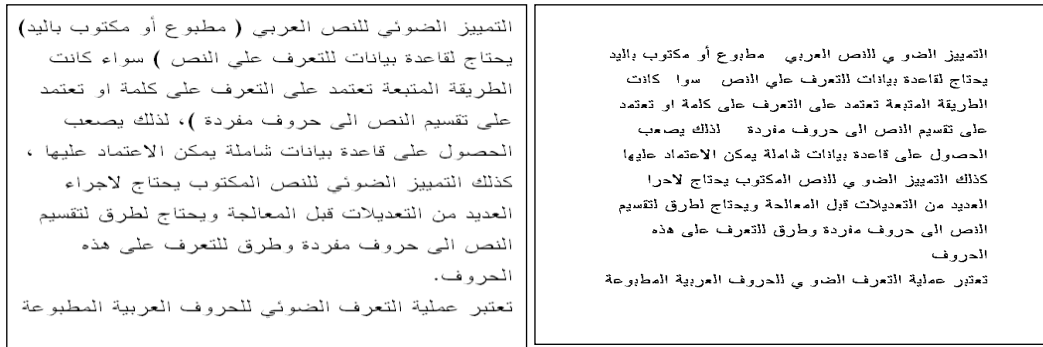 التمييز الضوئي للنص العربي ( مطبوع أو مكتوب باليد)
يحتاج لقاعدة بيانات للتعرف علي النص ) سواء كانت
الطريقة المتبعة تعتمد على التعرف على كلمة او تعتمد
على تقسيم النص الى حروف مفردة )، لذلك يصعب
الحصول على قاعدة بيانات شاملة يمكن الاعتماد عليها ،
كذلك التمييز الضوئي للنص المكتوب يحتاج لاجراء
العديد من التعديلات قبل المعالجة ويحتاج لطرق لتقسيم
النص الى حروف مفردة وطرق للتعرف على هذه
الحروف.
تعتبر عملية التعرف الضوئي للحروف العربية المطبوعة
التمييز الضو ي للنص العربي مطبوع أو مكتوب باليد
يحتاج لقاعدة بيانات للتعرف علي النص سوا كانت
الطريقة المتبعة تعتمد على التعرف على كلمة او تعتمد
على تقسيم النص الى حروف مفردة لذلك يصعب
الحصول على قاعدة بيانات شاملة يمكن الاعتماد عليها
كذلك التمييز الضو ي للنص المكتوب يحتاج لاحرا
العديد من التعديلات قبل المعالحة ويحتاج لطرق لتقسيم
النص الى حروف مفردة وطرق للتعرف على هذه
الحروف
تعتبر عملية التعرف الضو ي للحروف العربية المطبوعة